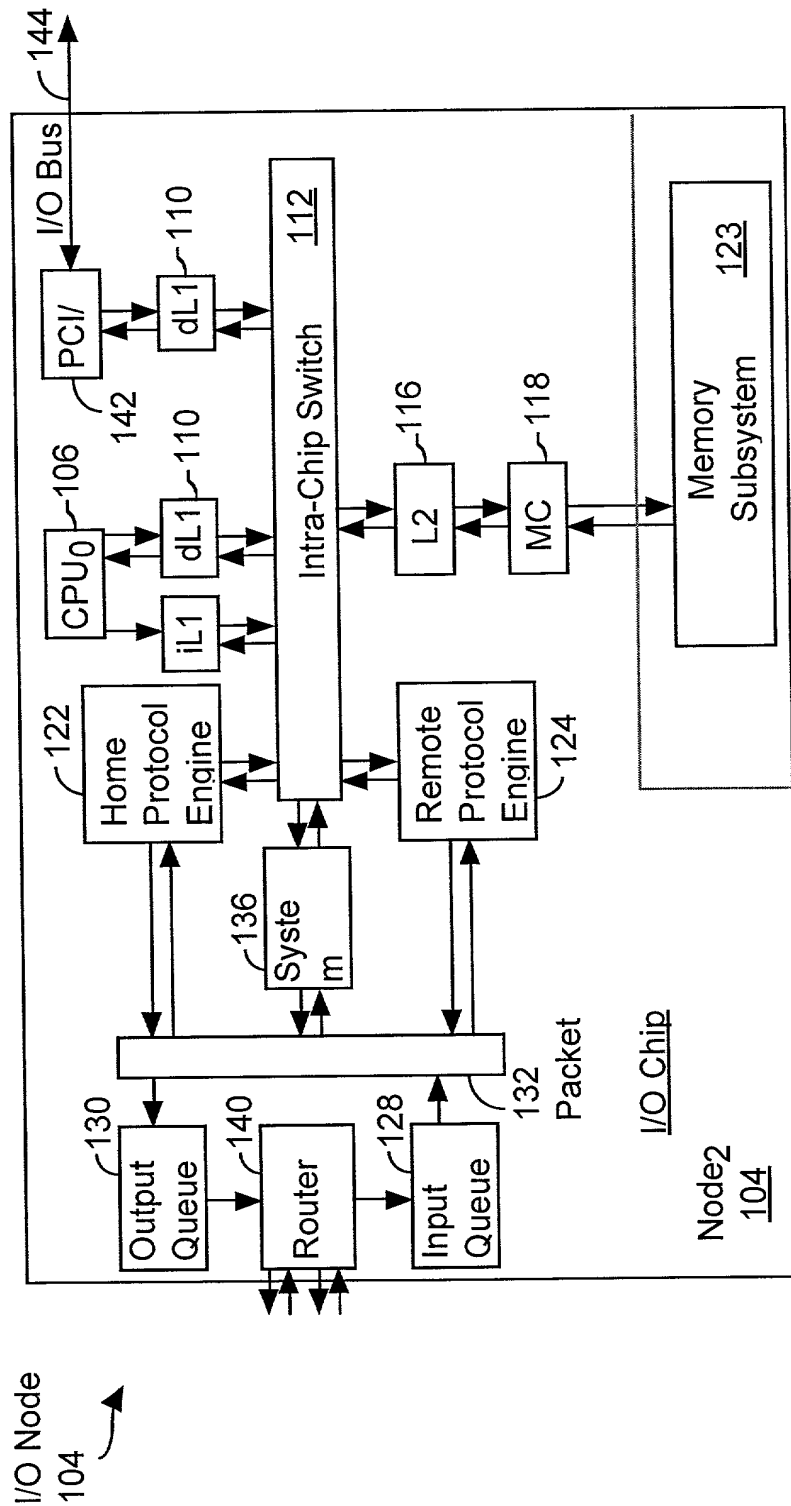 I/O Node
104
144
I/O Bus
PCI/
142
dL1
110
CPU0
106
iL1
dL1
110
Intra-Chip Switch
112
Home
Protocol
Engine
122
Remote
Protocol
Engine
124
L2
116
MC
118
Memory
Subsystem
123
Syste
m
136
Output
Queue
130
Router
140
Input
Queue
128
132
Packet
I/O Chip
Node2
104